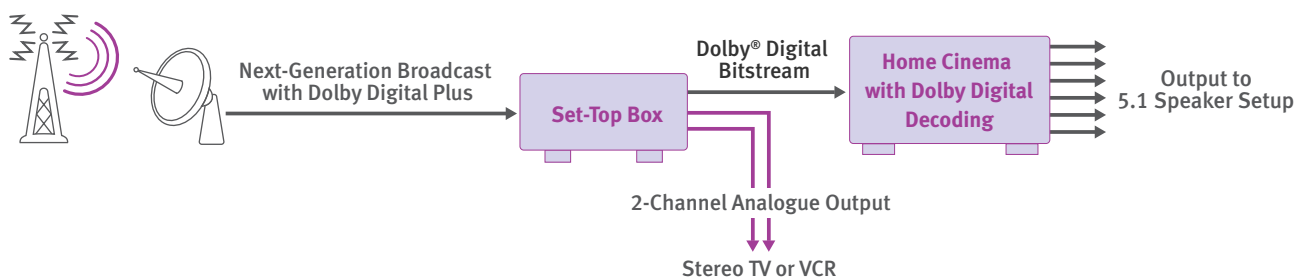 Next-Generation Broadcast
with Dolby Digital Plus
Set-Top Box
Dolby® Digital
Bitstream
Home Cinema
with Dolby Digital
Decoding
Output to
5.1 Speaker Setup
2-Channel Analogue Output
Stereo TV or VCR